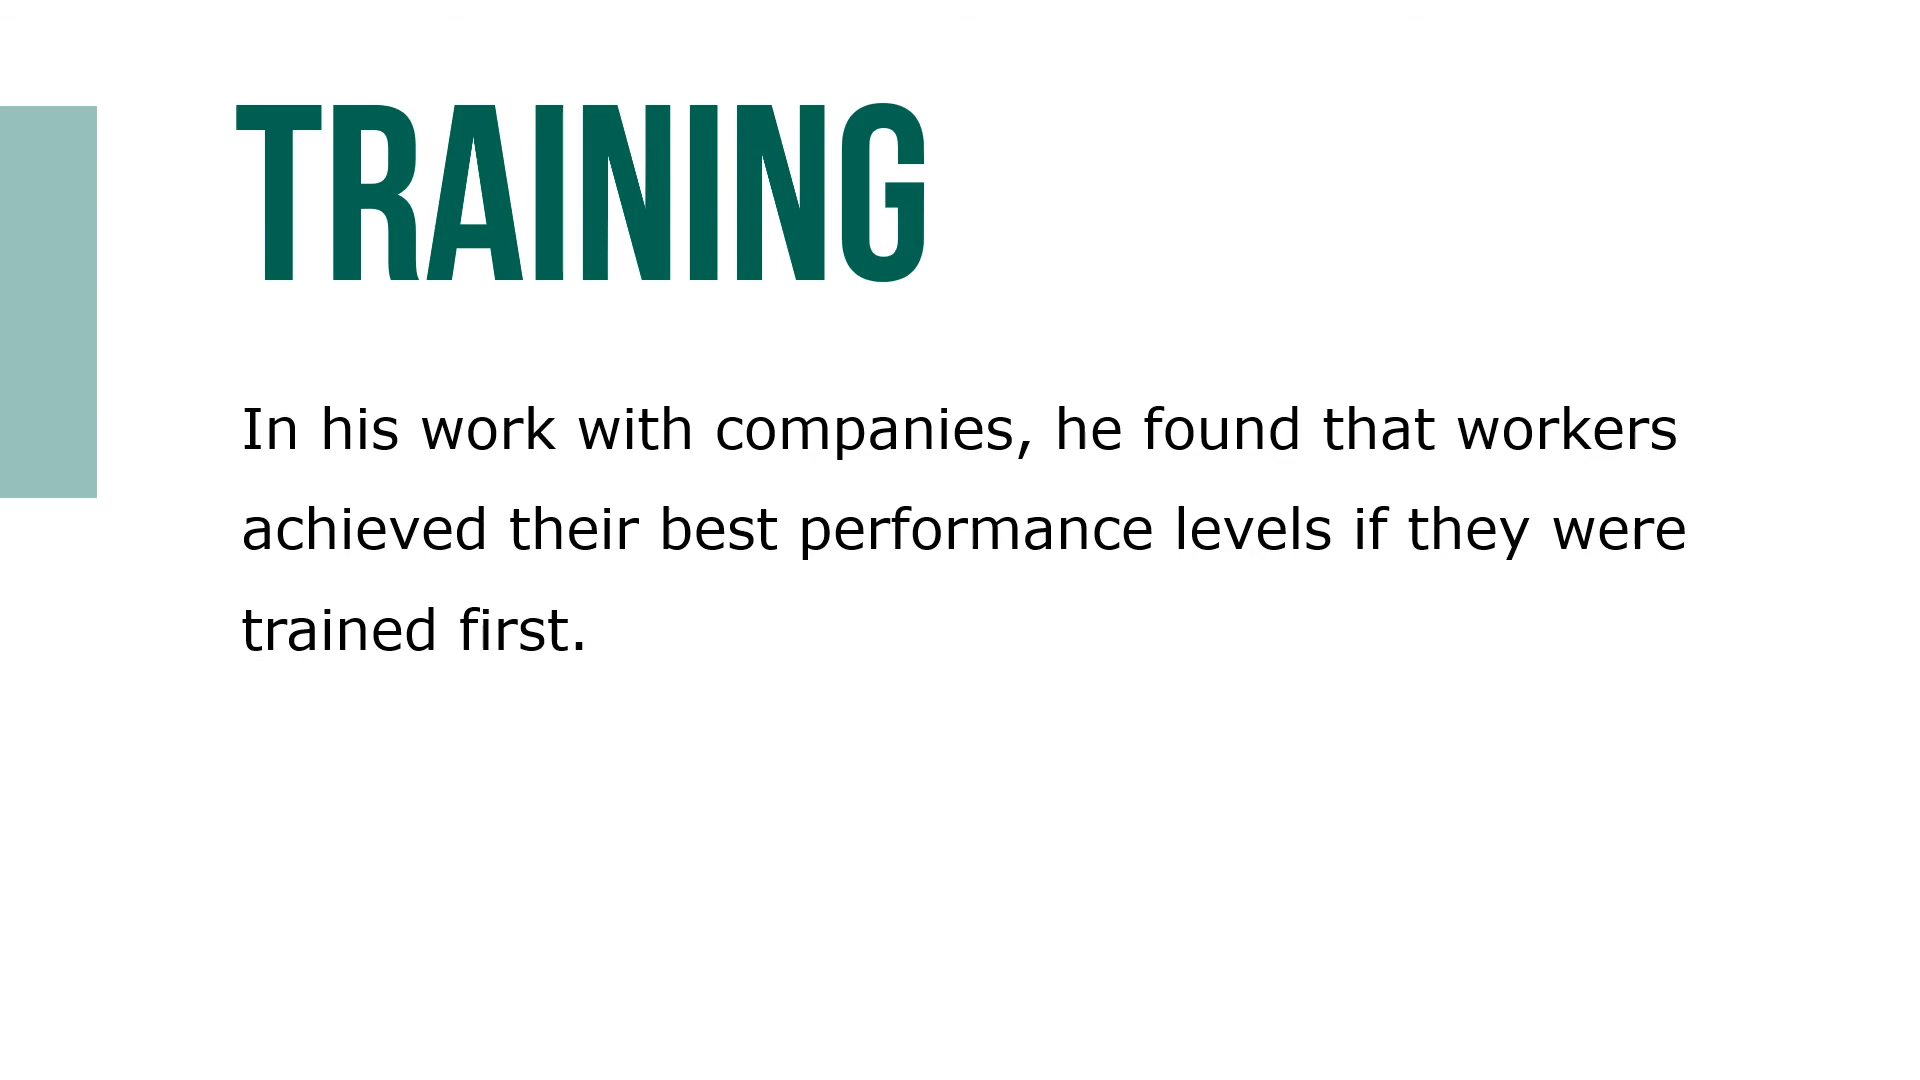 TRAINING
In his work with companies, he found that workers
achieved their best performance levels if they were
trained first.